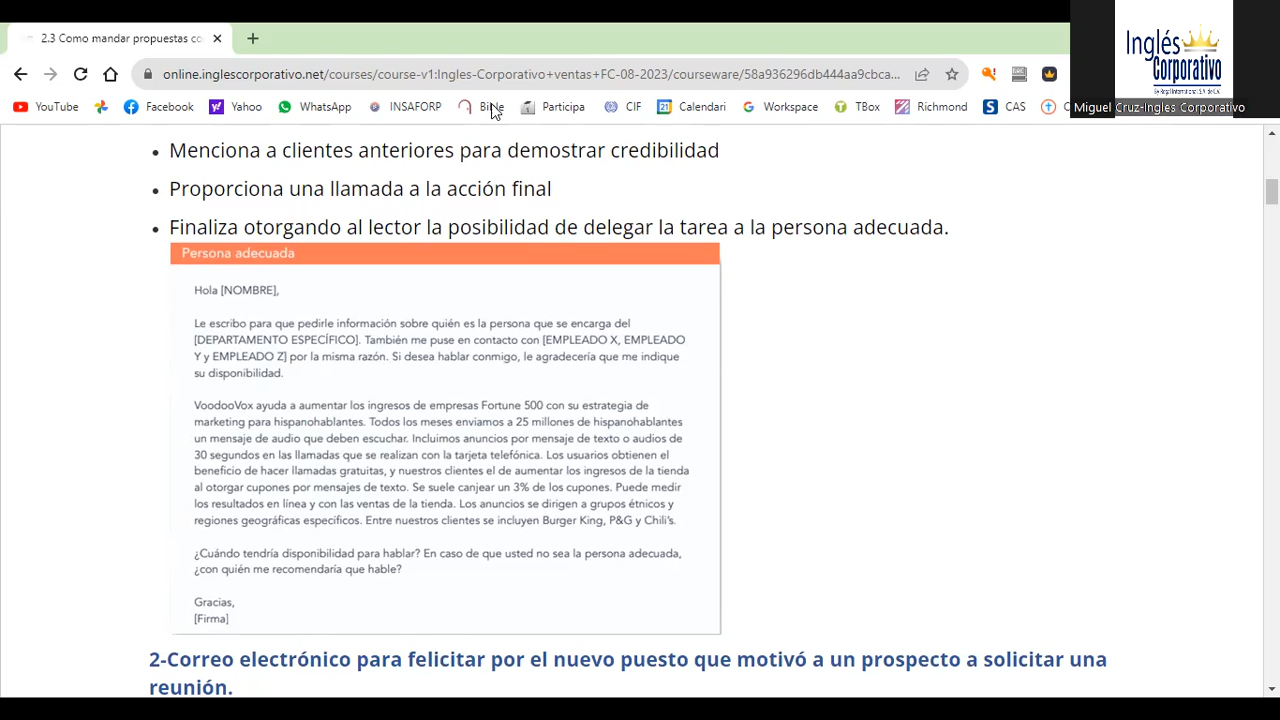 2.3 Como mandar propuestas co
Inglés
Corporativo
by Regal International, S.A. de C.V.
online.inglescorporativo.net/courses/course-v1:Ingles-Corporativo+ventas+FC-08-2023/courseware/58a936296db444aa9cbca...
YouTube Facebook Yahoo WhatsApp INSAFORP Participa CIF Calendari Workspace TBox Richmond CAS
Miguel Cruz-Ingles Corporativo
• Menciona a clientes anteriores para demostrar credibilidad
• Proporciona una llamada a la acción final
• Finaliza otorgando al lector la posibilidad de delegar la tarea a la persona adecuada.
Persona adecuada
Hola [NOMBRE],
Le escribo para que pedirle información sobre quién es la persona que se encarga del
[DEPARTAMENTO ESPECÍFICO]. También me puse en contacto con [EMPLEADO X, EMPLEADO
Y y EMPLEADO Z] por la misma razón. Si desea hablar conmigo, le agradecería que me indique
su disponibilidad.
VoodooVox ayuda a aumentar los ingresos de empresas Fortune 500 con su estrategia de
marketing para hispanohablantes. Todos los meses enviamos a 25 millones de hispanohablantes
un mensaje de audio que deben escuchar. Incluimos anuncios por mensaje de texto o audios de
30 segundos en las llamadas que se realizan con la tarjeta telefónica. Los usuarios obtienen el
beneficio de hacer llamadas gratuitas, y nuestros clientes el de aumentar los ingresos de la tienda
al otorgar cupones por mensajes de texto. Se suele canjear un 3% de los cupones. Puede medir
los resultados en línea y con las ventas de la tienda. Los anuncios se dirigen a grupos étnicos y
regiones geográficas específicos. Entre nuestros clientes se incluyen Burger King, P&G y Chili's.
¿Cuándo tendría disponibilidad para hablar? En caso de que usted no sea la persona adecuada,
¿con quién me recomendaría que hable?
Gracias,
[Firma]
2-Correo electrónico para felicitar por el nuevo puesto que motivó a un prospecto a solicitar una
reunión.